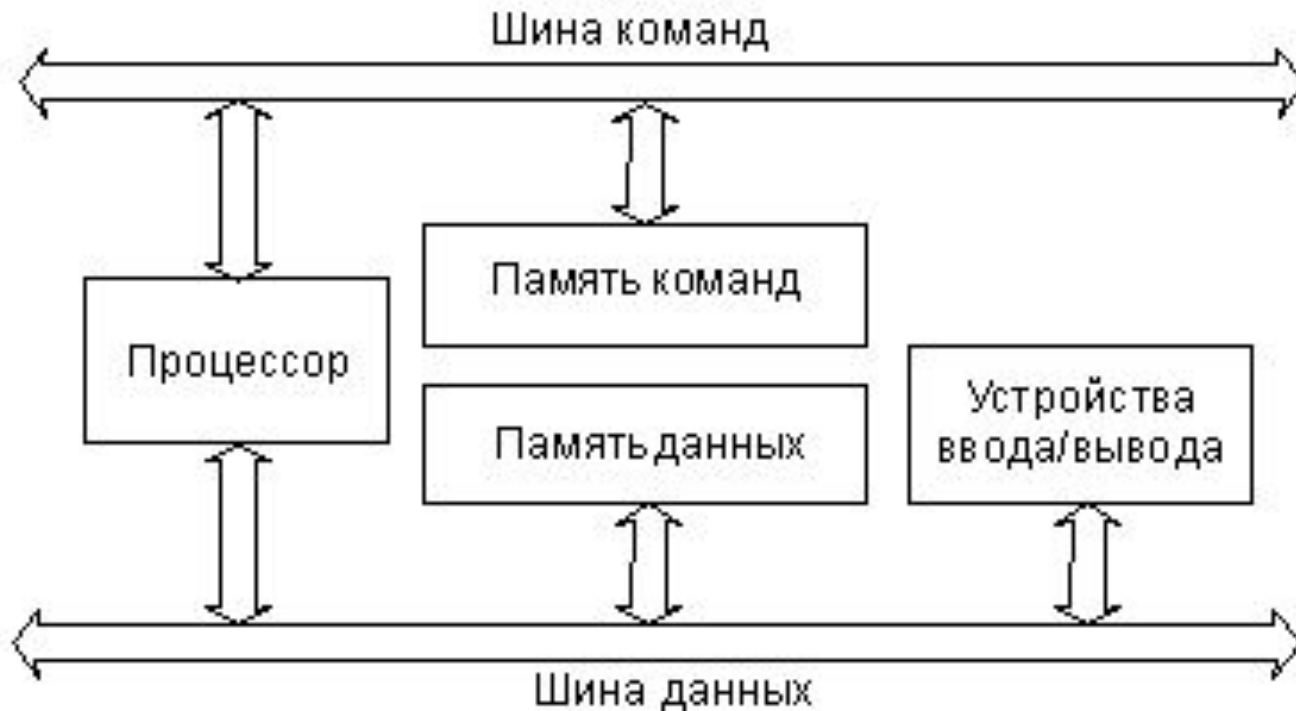 Шина команд
Память команд
Процессор
Память данных
Устройства
ввода/вывода
Шина данных